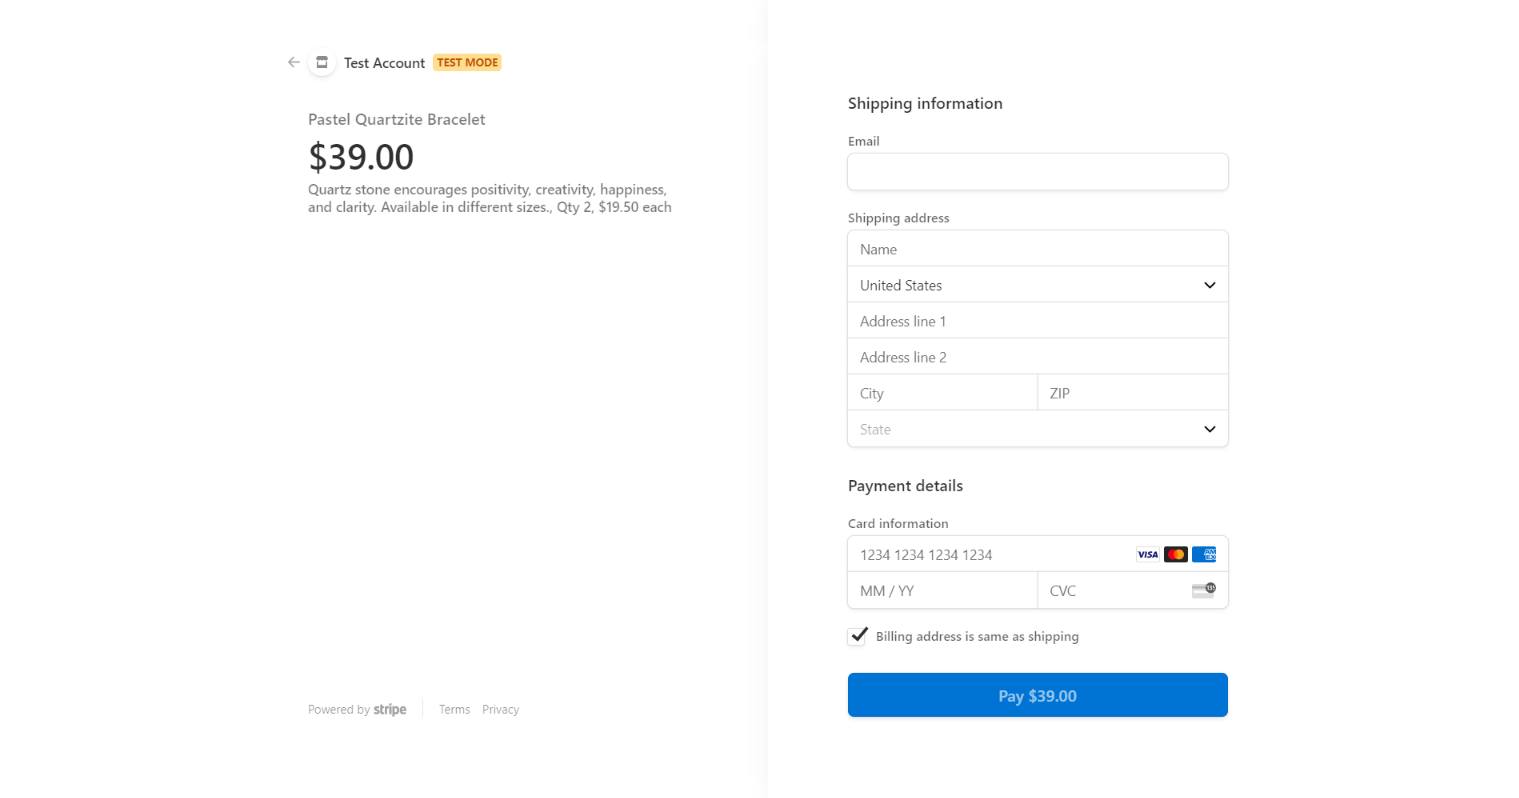 Test Account TEST MODE
Pastel Quartzite Bracelet
$39.00
Quartz stone encourages positivity, creativity, happiness,
and clarity. Available in different sizes., Qty 2, $19.50 each
Powered by stripe
Terms Privacy
Shipping information
Email
Shipping address
Name
United States
Address line 1
Address line 2
City ZIP
State
Payment details
Card information
1234 1234 1234 1234 VISA AMEX
MM / YY CVC 135
Billing address is same as shipping
Pay $39.00